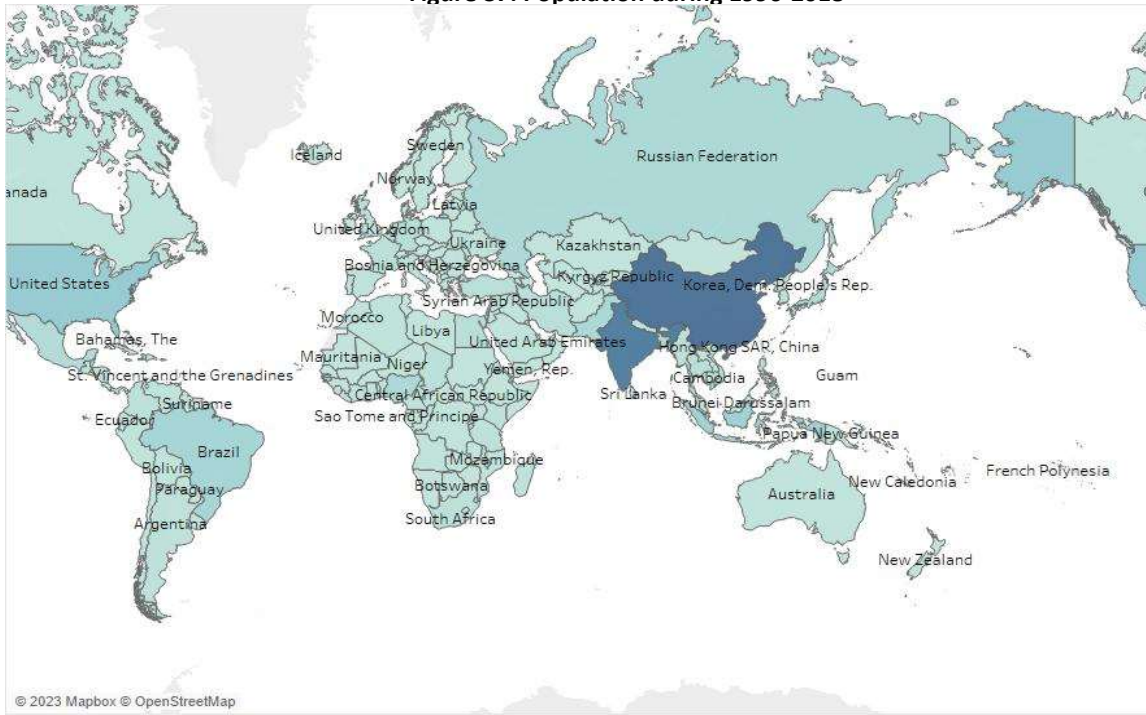 Iceland
Sweden
Norway
Russian Federation
anada
Latvia
United Kingdom
Ukraine
Kazakhstan
Bosnia and Herzegovina
Kyrgyz Republic
United States
Korea, Dem. People's Rep.
Syrian Arab Republic
Morocco
Libya
Bahamas, The
United Arab Emirates
Hong Kong SAR, China
Mauritania
Niger
Yemen, Rep.
St. Vincent and the Grenadines
Cambodia
Guam
Central African Republic
Sri Lanka
Suriname
Brunei Darussalam
Ecuador
Sao Tome and Principe
Papua New Guinea
Brazil
Mozambique
Bolivia
French Polynesia
Botswana
New Caledonia
Paraguay
Australia
South Africa
Argentina
New Zealand
© 2023 Mapbox © OpenStreetMap